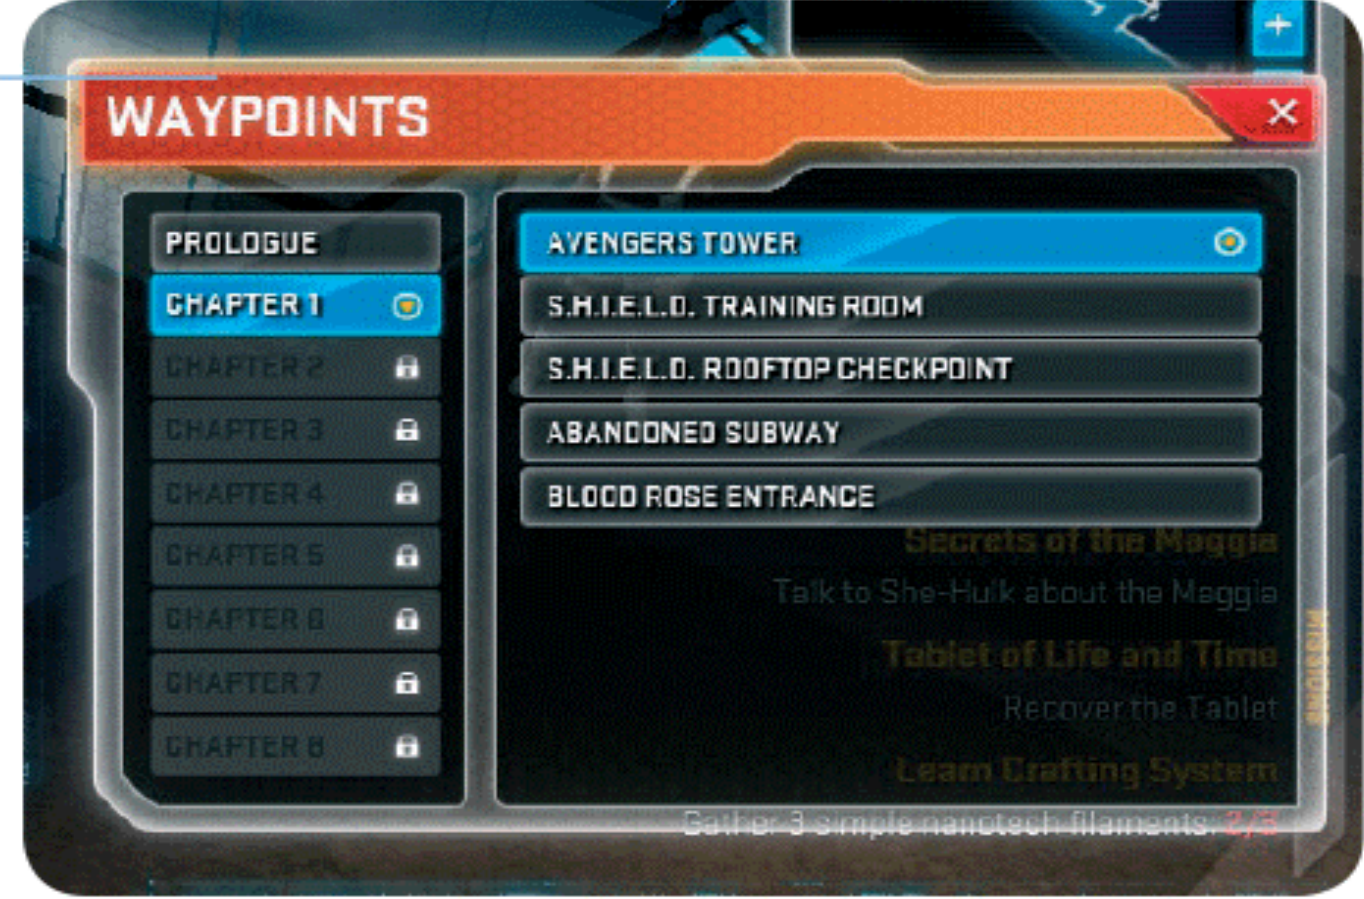 WAYPOINTS
PROLOGUE
CHAPTER 1
CHAPTER 2
CHAPTER 3
CHAPTER 4
CHAPTER 5
CHAPTER 6
CHAPTER 7
CHAPTER 8
AVENGERS TOWER
S.H.I.E.L.D. TRAINING ROOM
S.H.I.E.L.D. ROOFTOP CHECKPOINT
ABANDONED SUBWAY
BLOOD ROSE ENTRANCE
Secrets of the Maggia
Talk to She-Hulk about the Maggia
Tablet of Life and Time
Recover the Tablet
Learn Crafting System
Gather 3 simple nanotech filaments: 2/3
MISSIONS